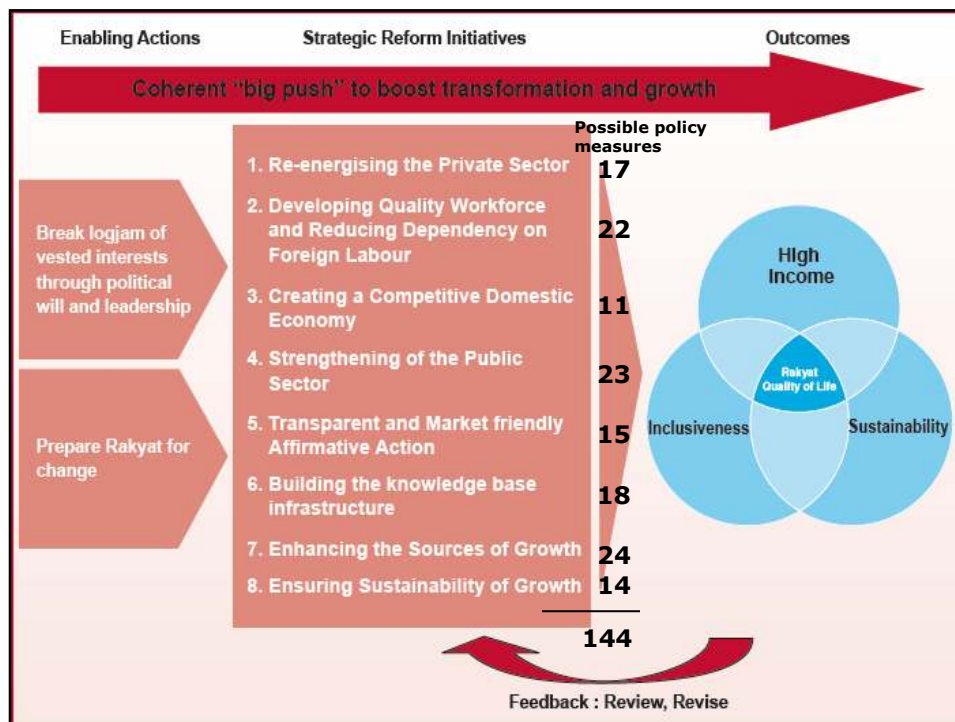 Enabling Actions
Strategic Reform Initiatives
Outcomes
Coherent “big push” to boost transformation and growth
Possible policy
measures
Break logjam of
vested interests
through political
will and leadership
Prepare Rakyat for
change
1. Re-energising the Private Sector
17
2. Developing Quality Workforce
and Reducing Dependency on
Foreign Labour
22
3. Creating a Competitive Domestic
Economy
11
4. Strengthening of the Public
Sector
23
5. Transparent and Market friendly
Affirmative Action
15
6. Building the knowledge base
infrastructure
18
7. Enhancing the Sources of Growth
24
8. Ensuring Sustainability of Growth
14
144
HIgh
Income
Rakyat
Quality of Life
Inclusiveness
Sustainability
Feedback : Review, Revise